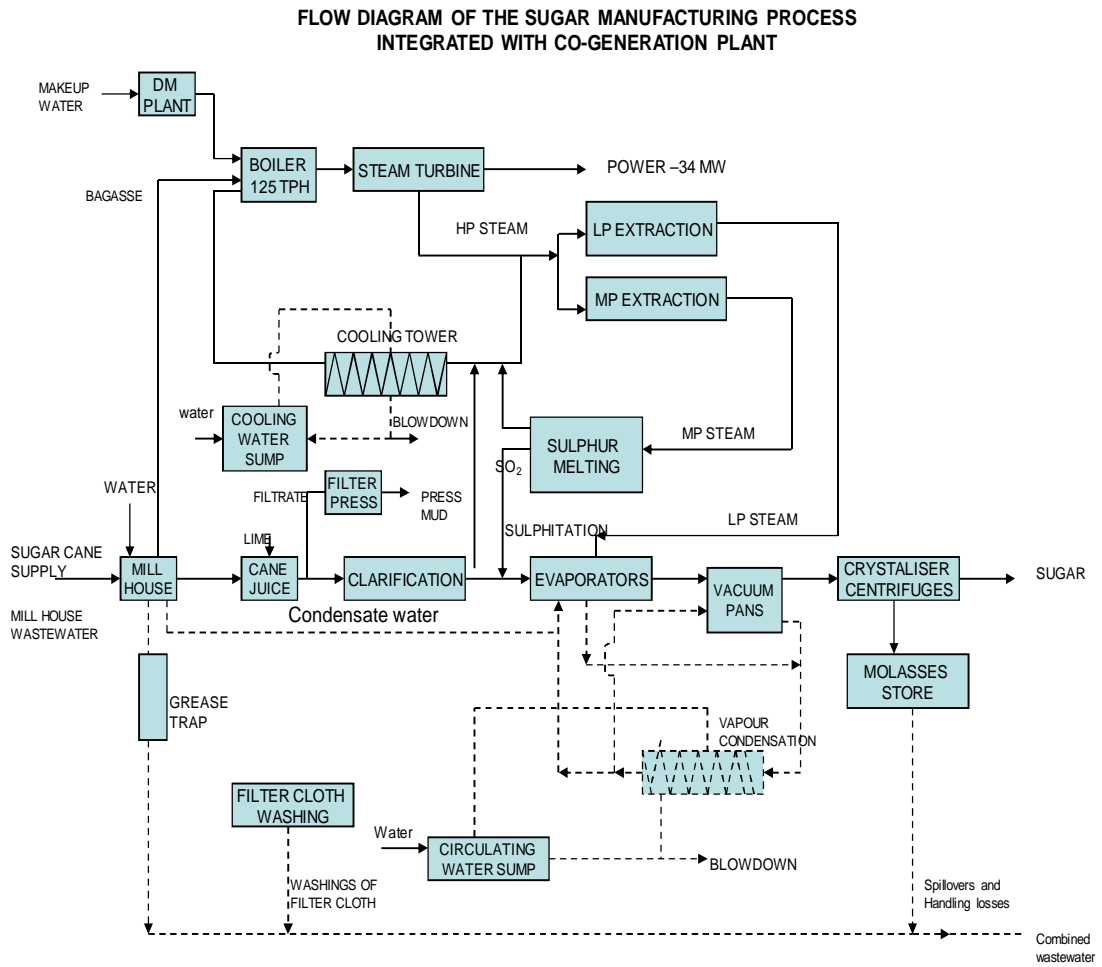 FLOW DIAGRAM OF THE SUGAR MANUFACTURING PROCESS
INTEGRATED WITH CO-GENERATION PLANT
MAKEUP
WATER
DM
PLANT
BOILER
125 TPH
STEAM TURBINE
POWER –34 MW
BAGASSE
HP STEAM
LP EXTRACTION
MP EXTRACTION
COOLING TOWER
water
COOLING
WATER
SUMP
BLOWDOWN
SULPHUR
MELTING
MP STEAM
SO2
WATER
FILTRATE
FILTER
PRESS
PRESS
MUD
LP STEAM
SULPHITATION
LIME
SUGAR CANE
SUPPLY
MILL
HOUSE
CANE
JUICE
CLARIFICATION
EVAPORATORS
VACUUM
PANS
CRYSTALISER
CENTRIFUGES
SUGAR
MILL HOUSE
WASTEWATER
Condensate water
MOLASSES
STORE
GREASE
TRAP
VAPOUR
CONDENSATION
FILTER CLOTH
WASHING
Water
CIRCULATING
WATER SUMP
BLOWDOWN
WASHINGS OF
FILTER CLOTH
Spillovers and
Handling losses
Combined
wastewater